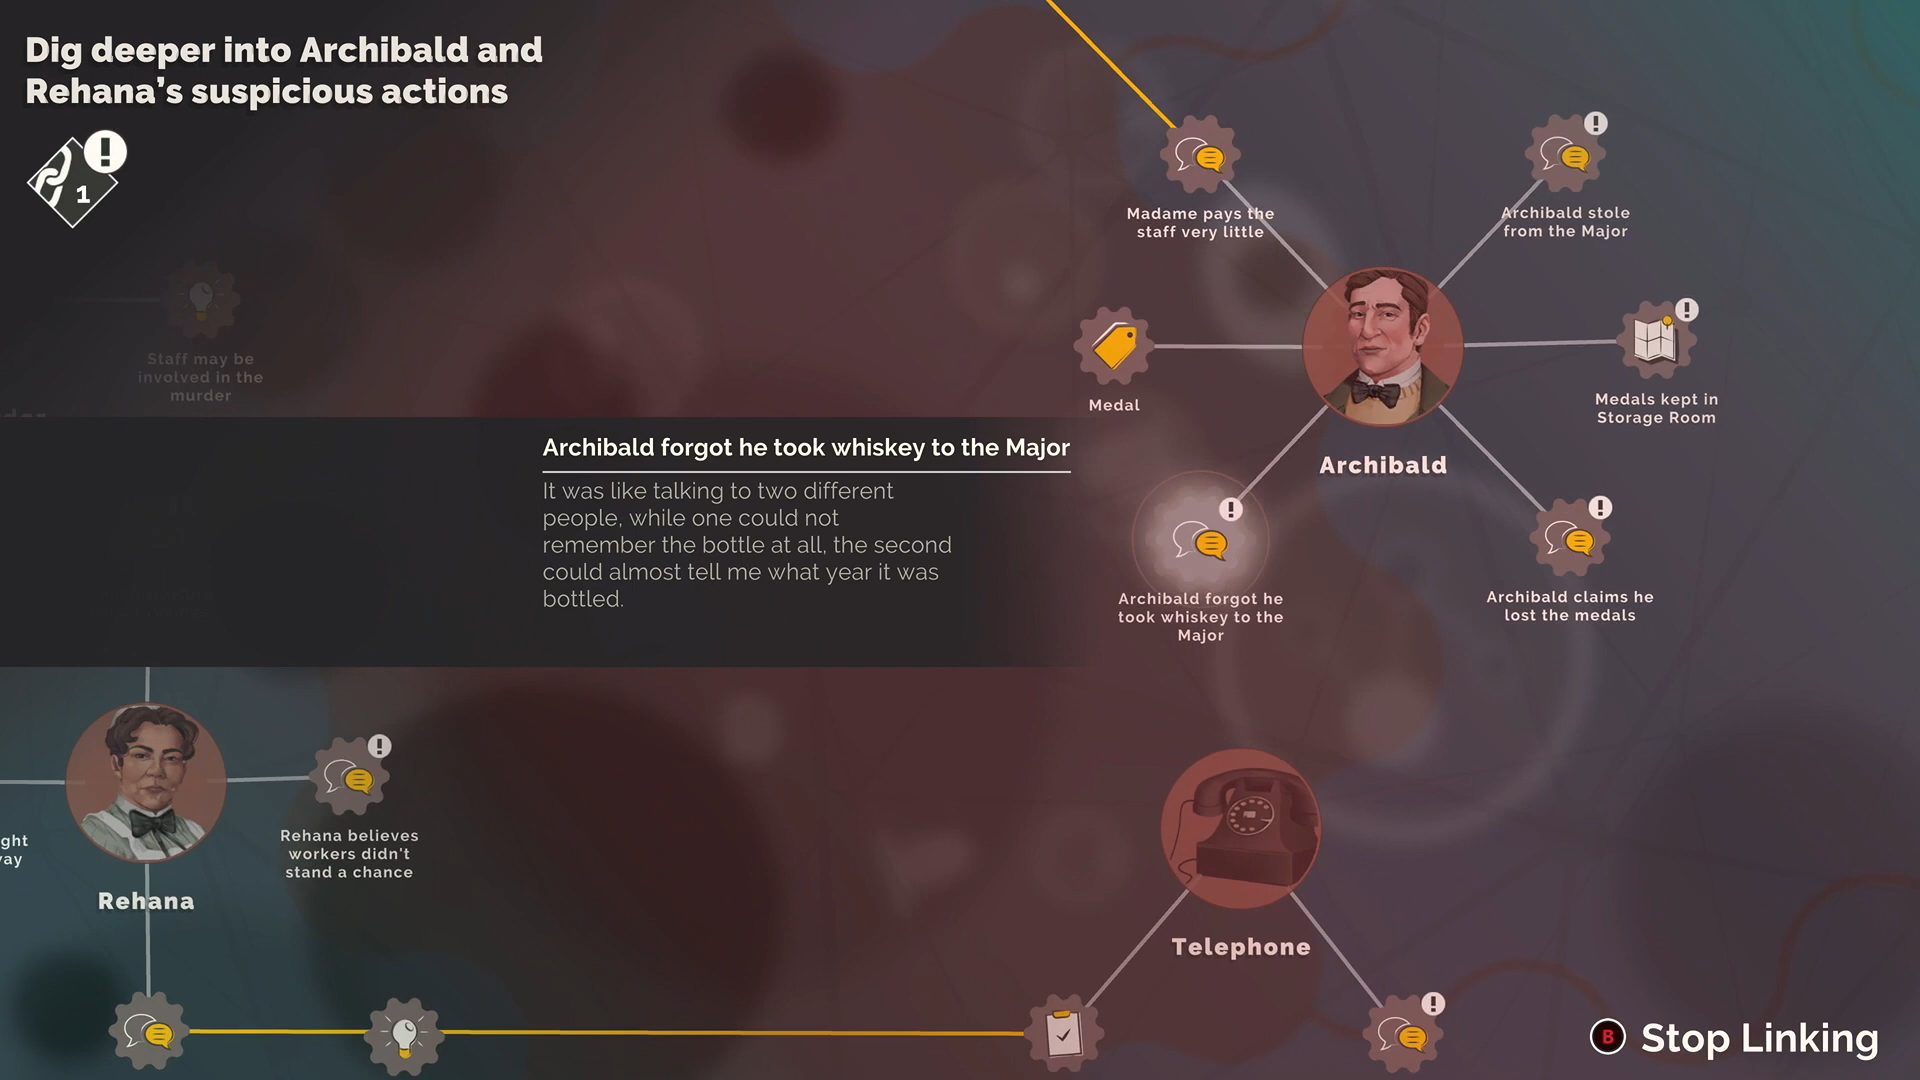 Dig deeper into Archibald and
Rehana's suspicious actions
1
Madame pays the
staff very little
Archibald stole
from the Major
Staff may be
involved in the
murder
Medal
Medals kept in
Storage Room
Archibald
Archibald forgot he took whiskey to the Major
It was like talking to two different
people, while one could not
remember the bottle at all, the second
could almost tell me what year it was
bottled.
Archibald forgot he
took whiskey to the
Major
Archibald claims he
lost the medals
ght
Rehana believes
workers didn't
stand a chance
Rehana
Telephone
B Stop Linking